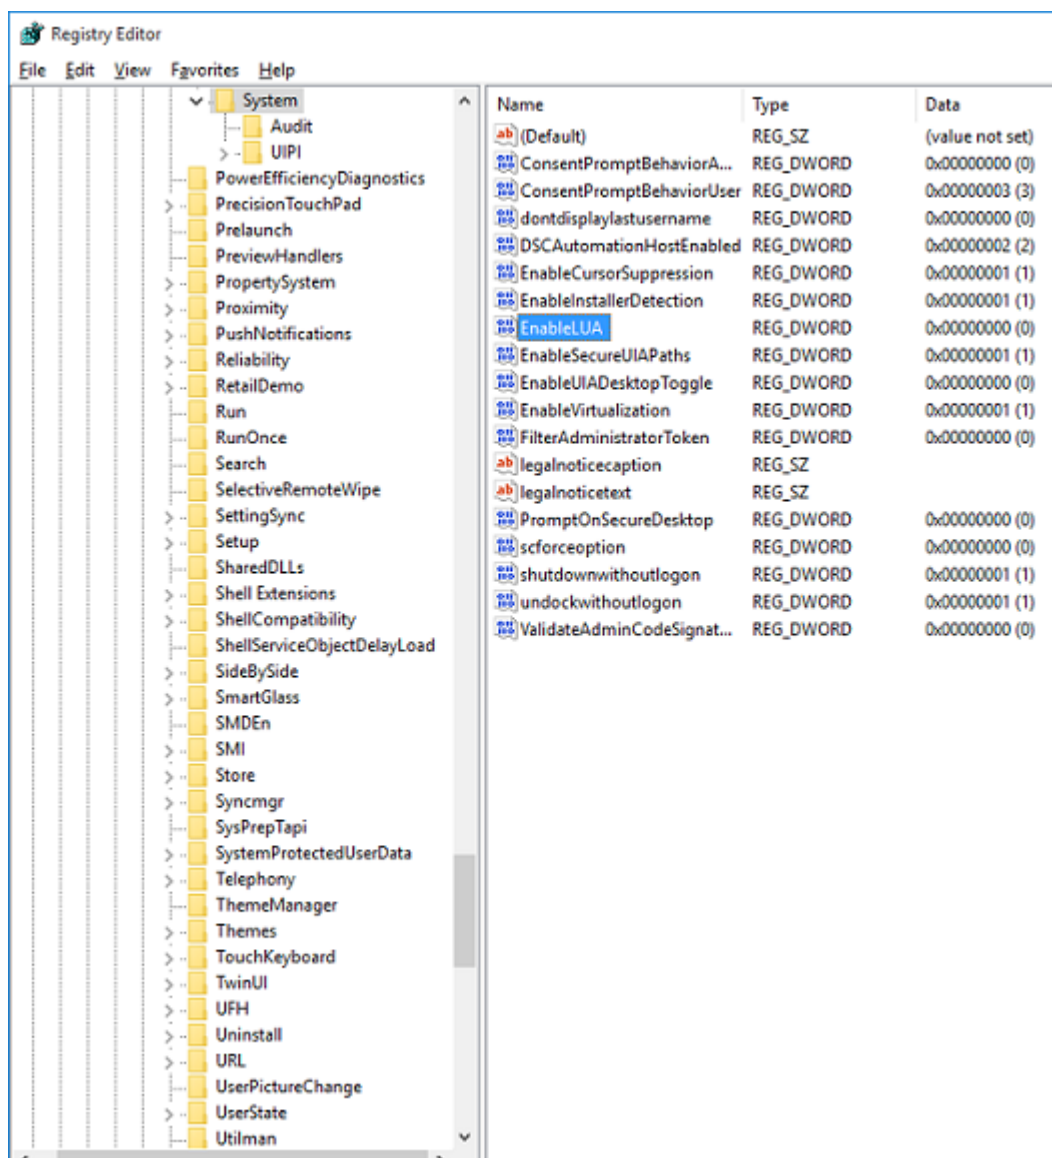 Registry Editor
File Edit View Favorites Help
System
Audit
UIPI
PowerEfficiencyDiagnostics
PrecisionTouchPad
Prelaunch
PreviewHandlers
PropertySystem
Proximity
PushNotifications
Reliability
RetailDemo
Run
RunOnce
Search
SelectiveRemoteWipe
SettingSync
Setup
SharedDLLs
Shell Extensions
ShellCompatibility
ShellServiceObjectDelayLoad
SideBySide
SmartGlass
SMDEn
SMI
Store
Syncmgr
SysPrepTapi
SystemProtectedUserData
Telephony
ThemeManager
Themes
TouchKeyboard
TwinUI
UFH
Uninstall
URL
UserPictureChange
UserState
Utilman
Name Type Data
(Default) REG_SZ (value not set)
ConsentPromptBehaviorA... REG_DWORD 0x00000000 (0)
ConsentPromptBehaviorUser REG_DWORD 0x00000003 (3)
dontdisplaylastusername REG_DWORD 0x00000000 (0)
DSCAutomationHostEnabled REG_DWORD 0x00000002 (2)
EnableCursorSuppression REG_DWORD 0x00000001 (1)
EnableInstallerDetection REG_DWORD 0x00000001 (1)
EnableLUA REG_DWORD 0x00000000 (0)
EnableSecureUIAPaths REG_DWORD 0x00000001 (1)
EnableUIADesktopToggle REG_DWORD 0x00000000 (0)
EnableVirtualization REG_DWORD 0x00000001 (1)
FilterAdministratorToken REG_DWORD 0x00000000 (0)
legalnoticecaption REG_SZ
legalnoticetext REG_SZ
PromptOnSecureDesktop REG_DWORD 0x00000000 (0)
scforceoption REG_DWORD 0x00000000 (0)
shutdownwithoutlogon REG_DWORD 0x00000001 (1)
undockwithoutlogon REG_DWORD 0x00000001 (1)
ValidateAdminCodeSignat... REG_DWORD 0x00000000 (0)